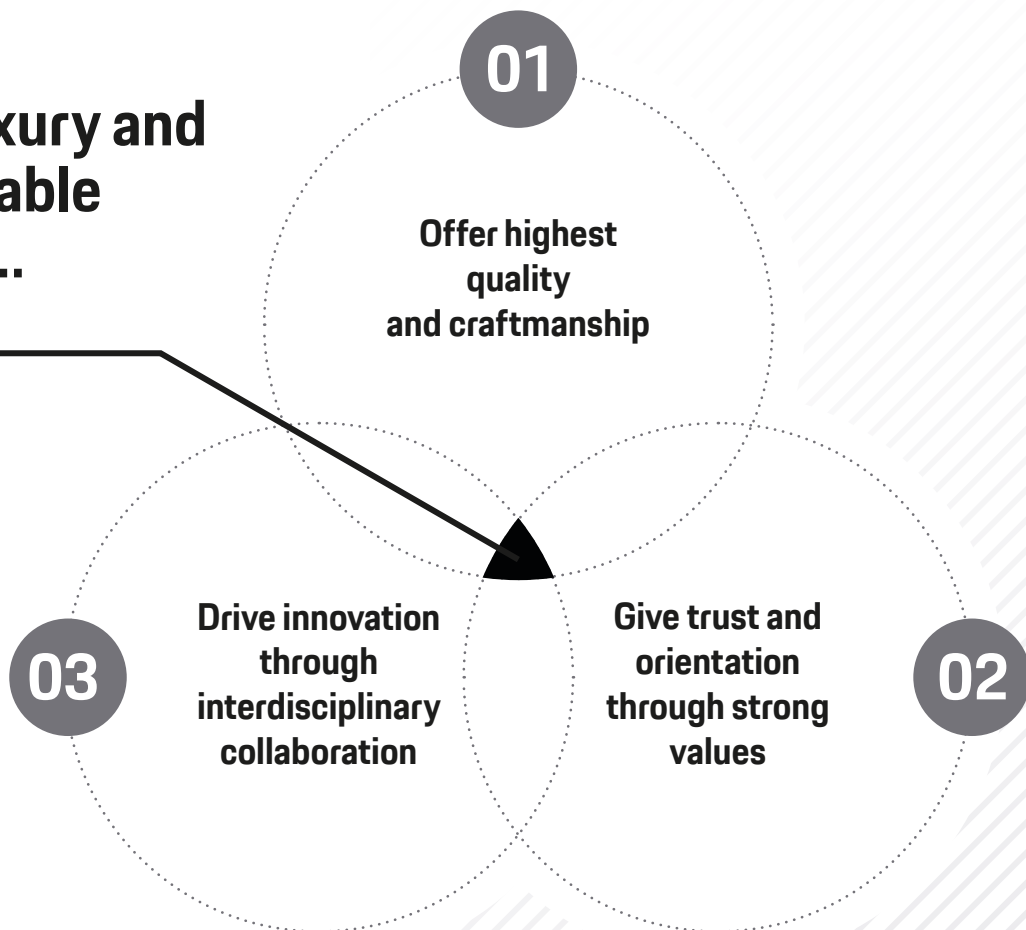 01
xury and
able
..
Offer highest
quality
and craftmanship
Drive innovation
through
interdisciplinary
collaboration
03
Give trust and
orientation
through strong
values
02